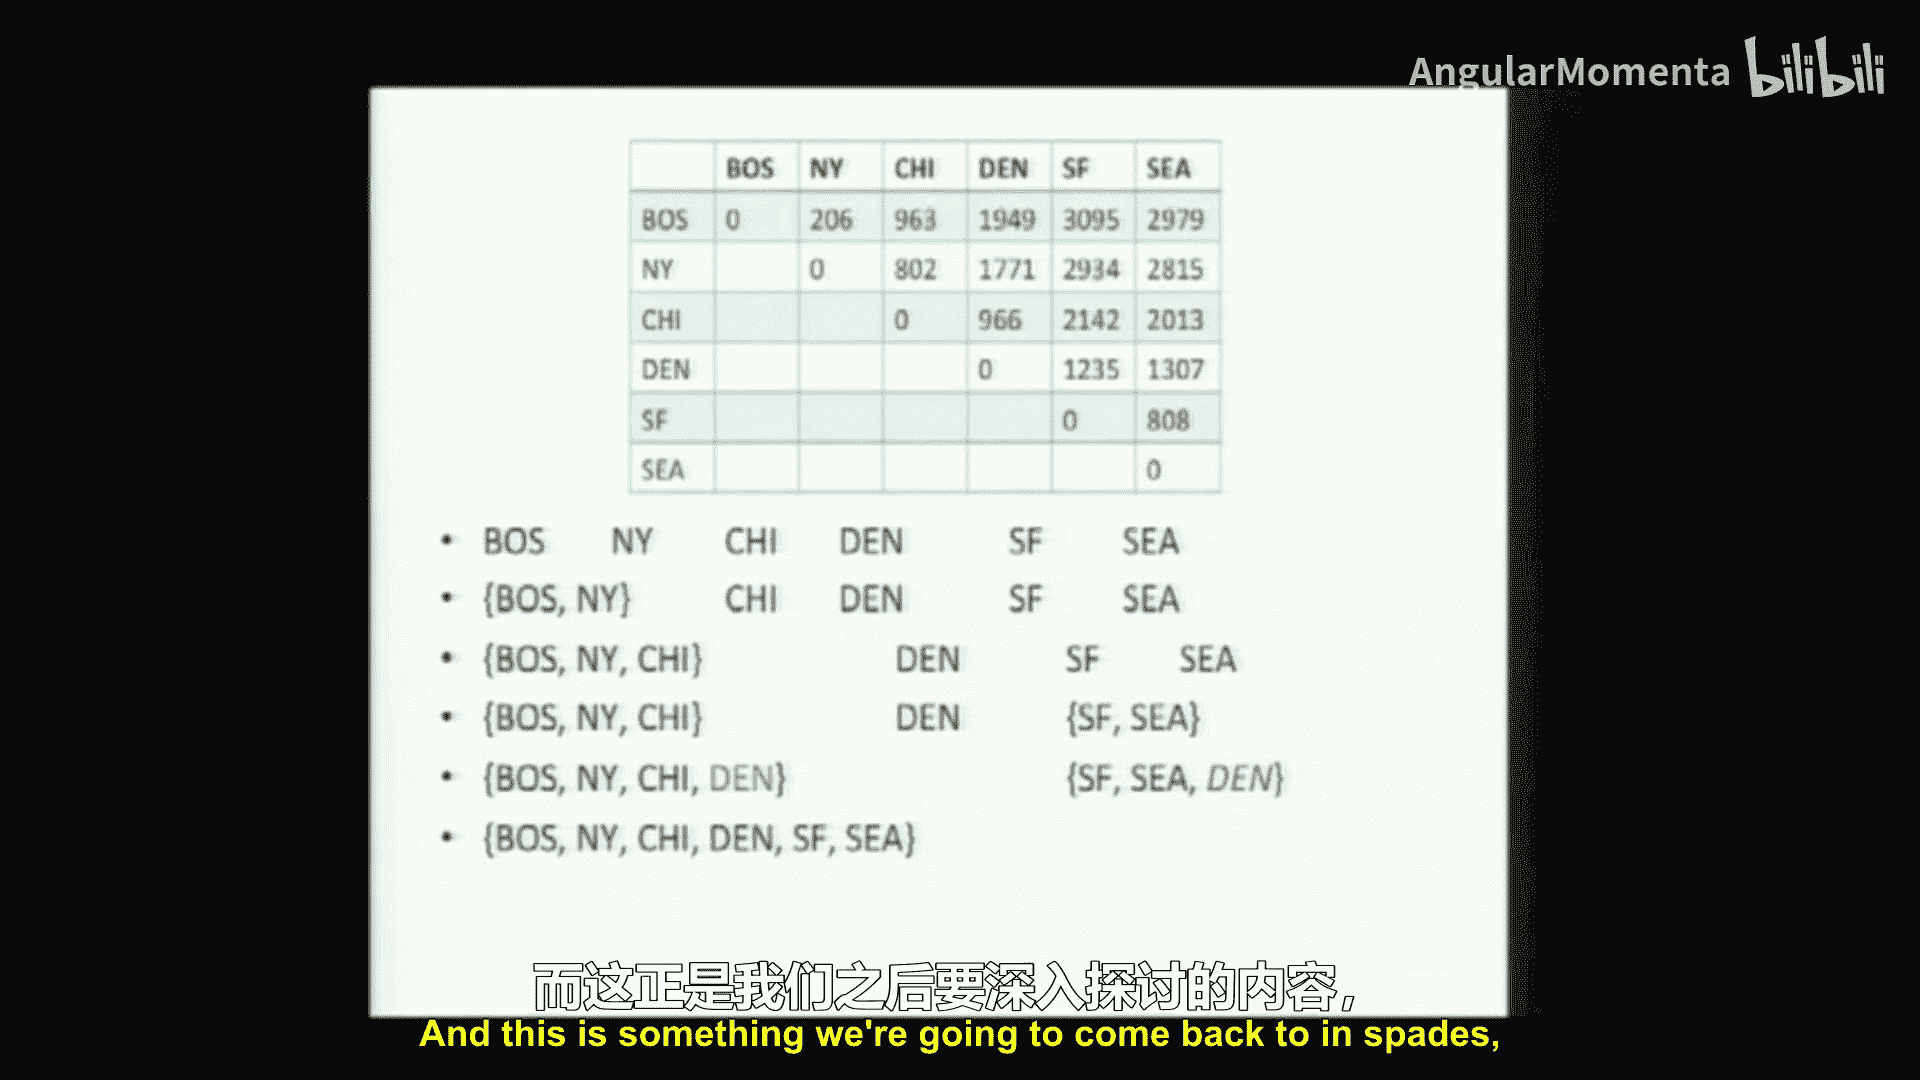 AngularMomenta bilibili
BOS NY CHI DEN SF SEA
BOS 0 206 963 1949 3095 2979
NY 0 802 1771 2934 2815
CHI 0 966 2142 2013
DEN 0 1235 1307
SF 0 808
SEA 0
• BOS NY CHI DEN SF SEA
• {BOS, NY} CHI DEN SF SEA
• {BOS, NY, CHI} DEN SF SEA
• {BOS, NY, CHI} DEN {SF, SEA}
• {BOS, NY, CHI, DEN} {SF, SEA, DEN}
• {BOS, NY, CHI, DEN, SF, SEA}
而这正是我们之后要深入探讨的内容，
And this is something we're going to come back to in spades,